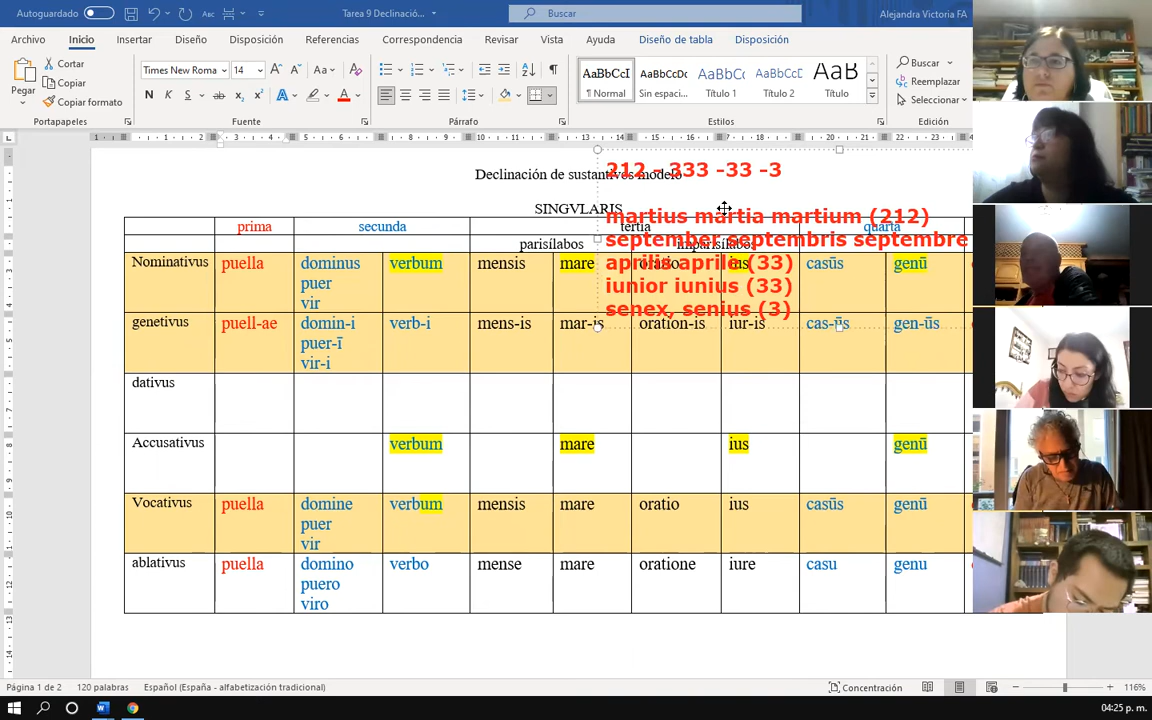 Autoguardado
Tarea 9 Declinació...
Buscar
Alejandra Victoria FA
Archivo Inicio Insertar Diseño Disposición Referencias Correspondencia Revisar Vista Ayuda Diseño de tabla Disposición
Pegar
Cortar
Copiar
Copiar formato
Times New Roma 14
N K S
AaBbCcI AaBbCcDc AaBbCc AaBbCcD AaB
¶ Normal Sin espaci... Título 1 Título 2 Título
Buscar
Reemplazar
Seleccionar
Portapapeles Fuente Párrafo Estilos Edición
Declinación de sustantivos modelo
212 - 333 -33 -3
SINGVLARIS
martius martia martium (212)
september septembris septembre
aprilis aprile (33)
iunior iunius (33)
senex, senius (3)
prima secunda tertia quarta
parisílabos imparisílabos
Nominativus puella dominus verbum mensis mare oratio ius casūs genū
puer
vir
genetivus puell-ae domin-i verb-i mens-is mar-is oration-is iur-is cas-ūs gen-ūs
puer-ī
vir-i
dativus
Accusativus verbum mare ius genū
Vocativus puella domine verbum mensis mare oratio ius casūs genū
puer
vir
ablativus puella domino verbo mense mare oratione iure casu genu
puero
viro
Página 1 de 2 120 palabras Español (España - alfabetización tradicional) Concentración 116%
04:25 p. m.